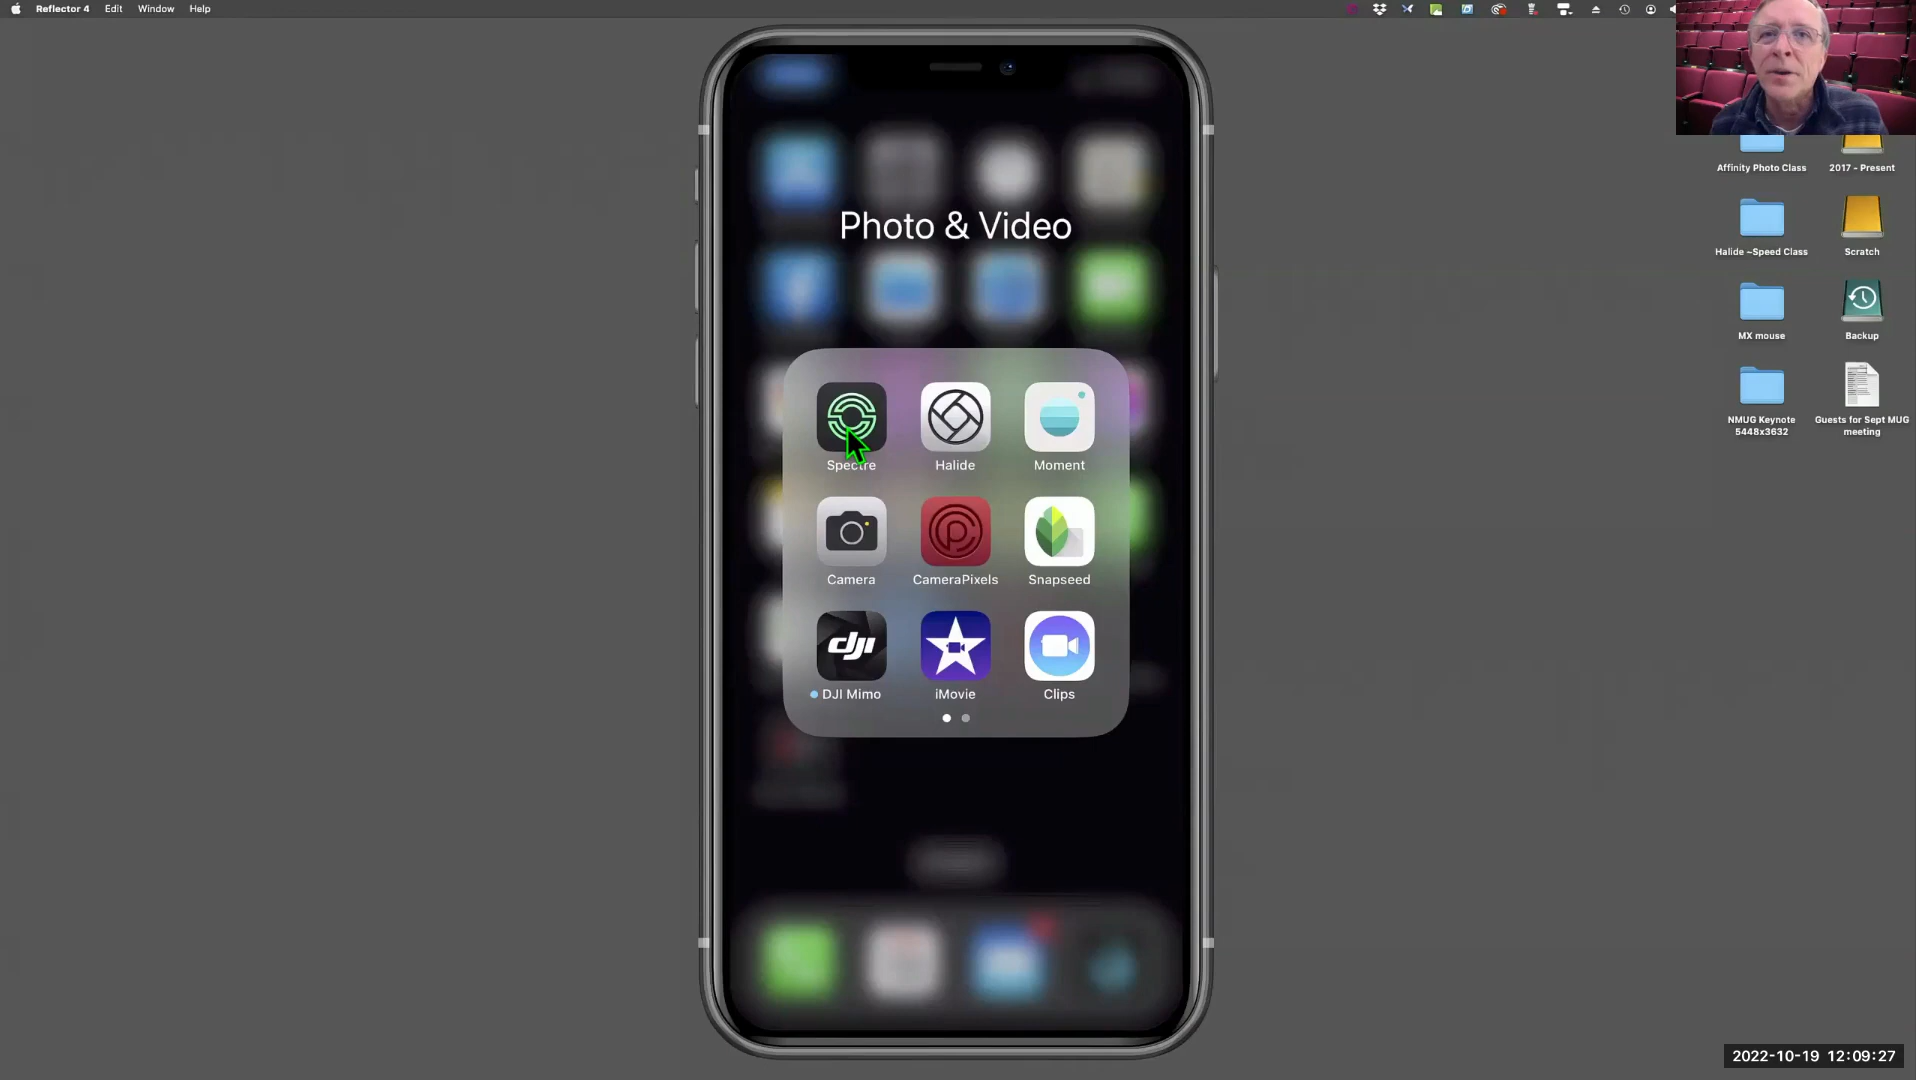 Reflector 4 Edit Window Help
Photo & Video
Spectre Halide Moment
Camera CameraPixels Snapseed
dji
DJI Mimo iMovie Clips
Affinity Photo Class 2017 - Present
Halide ~Speed Class Scratch
MX mouse Backup
NMUG Keynote Guests for Sept MUG
5448x3632 meeting
2022-10-19 12:09:27